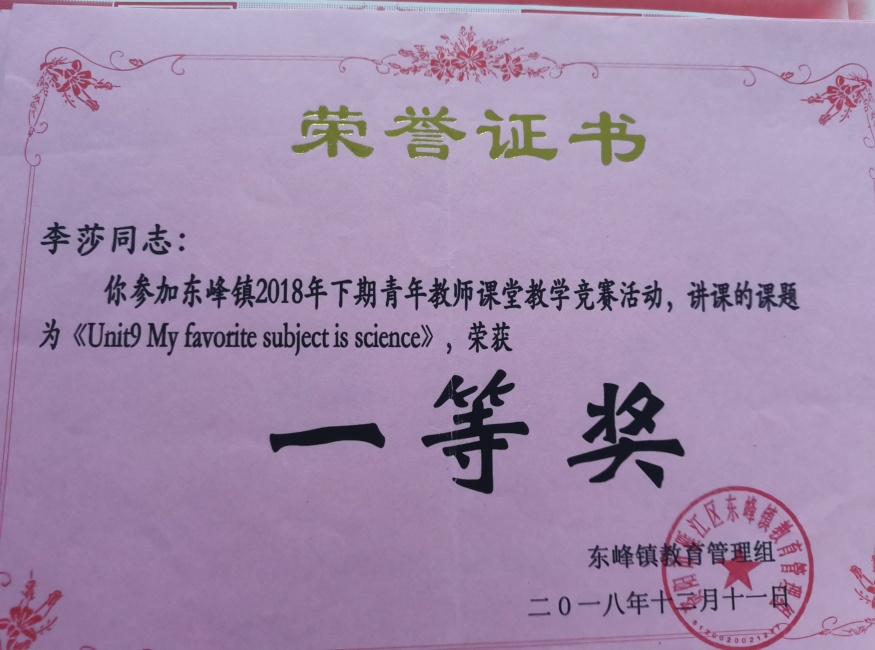 荣誉证书
李莎同志：
你参加东峰镇2018年下期青年教师课堂教学竞赛活动，讲课的课题
为《Unit9 My favorite subject is science》，荣获
一等奖
东峰镇教育管理组
二0一八年十二月十一日